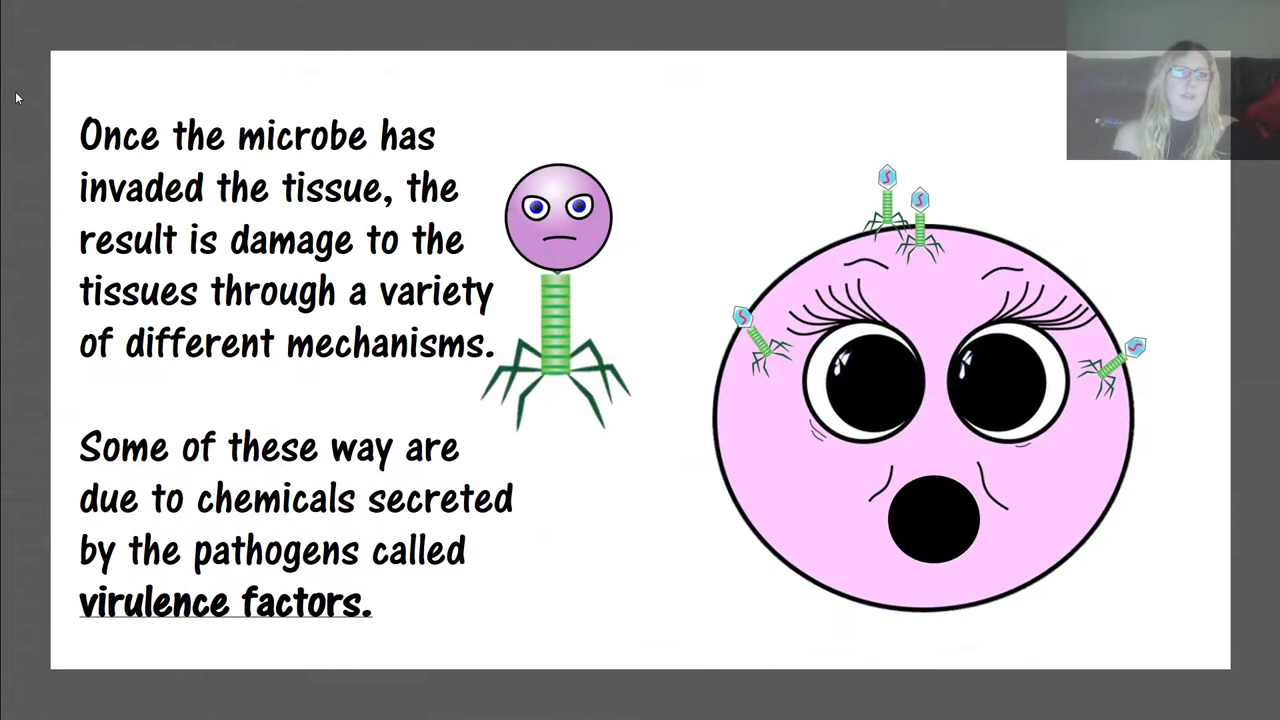 Once the microbe has
invaded the tissue, the
result is damage to the
tissues through a variety
of different mechanisms.
Some of these way are
due to chemicals secreted
by the pathogens called
virulence factors.